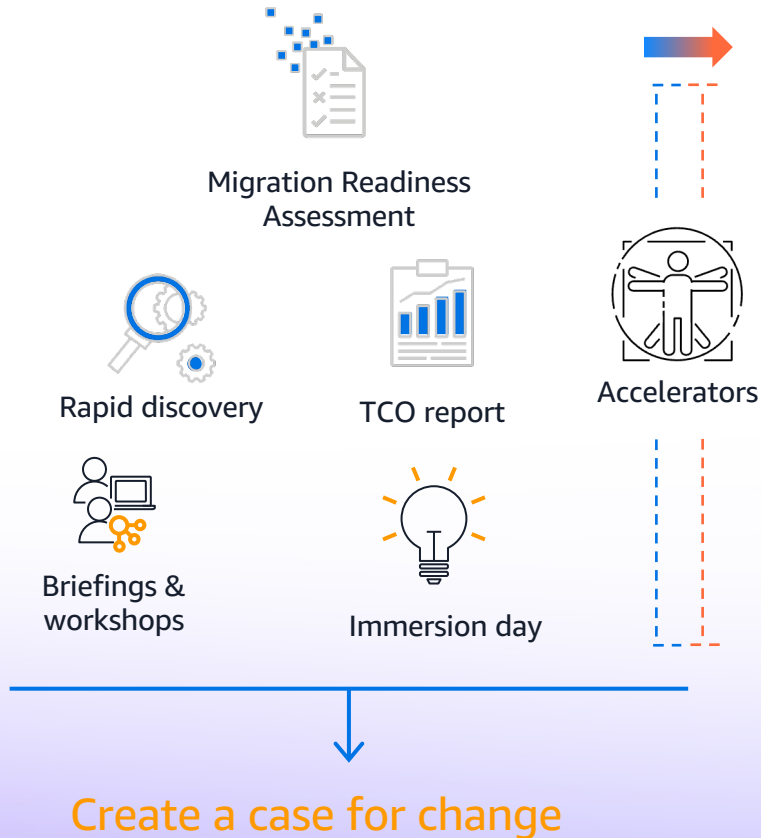 Migration Readiness
Assessment
Rapid discovery
TCO report
Accelerators
Briefings &
workshops
Immersion day
Create a case for change